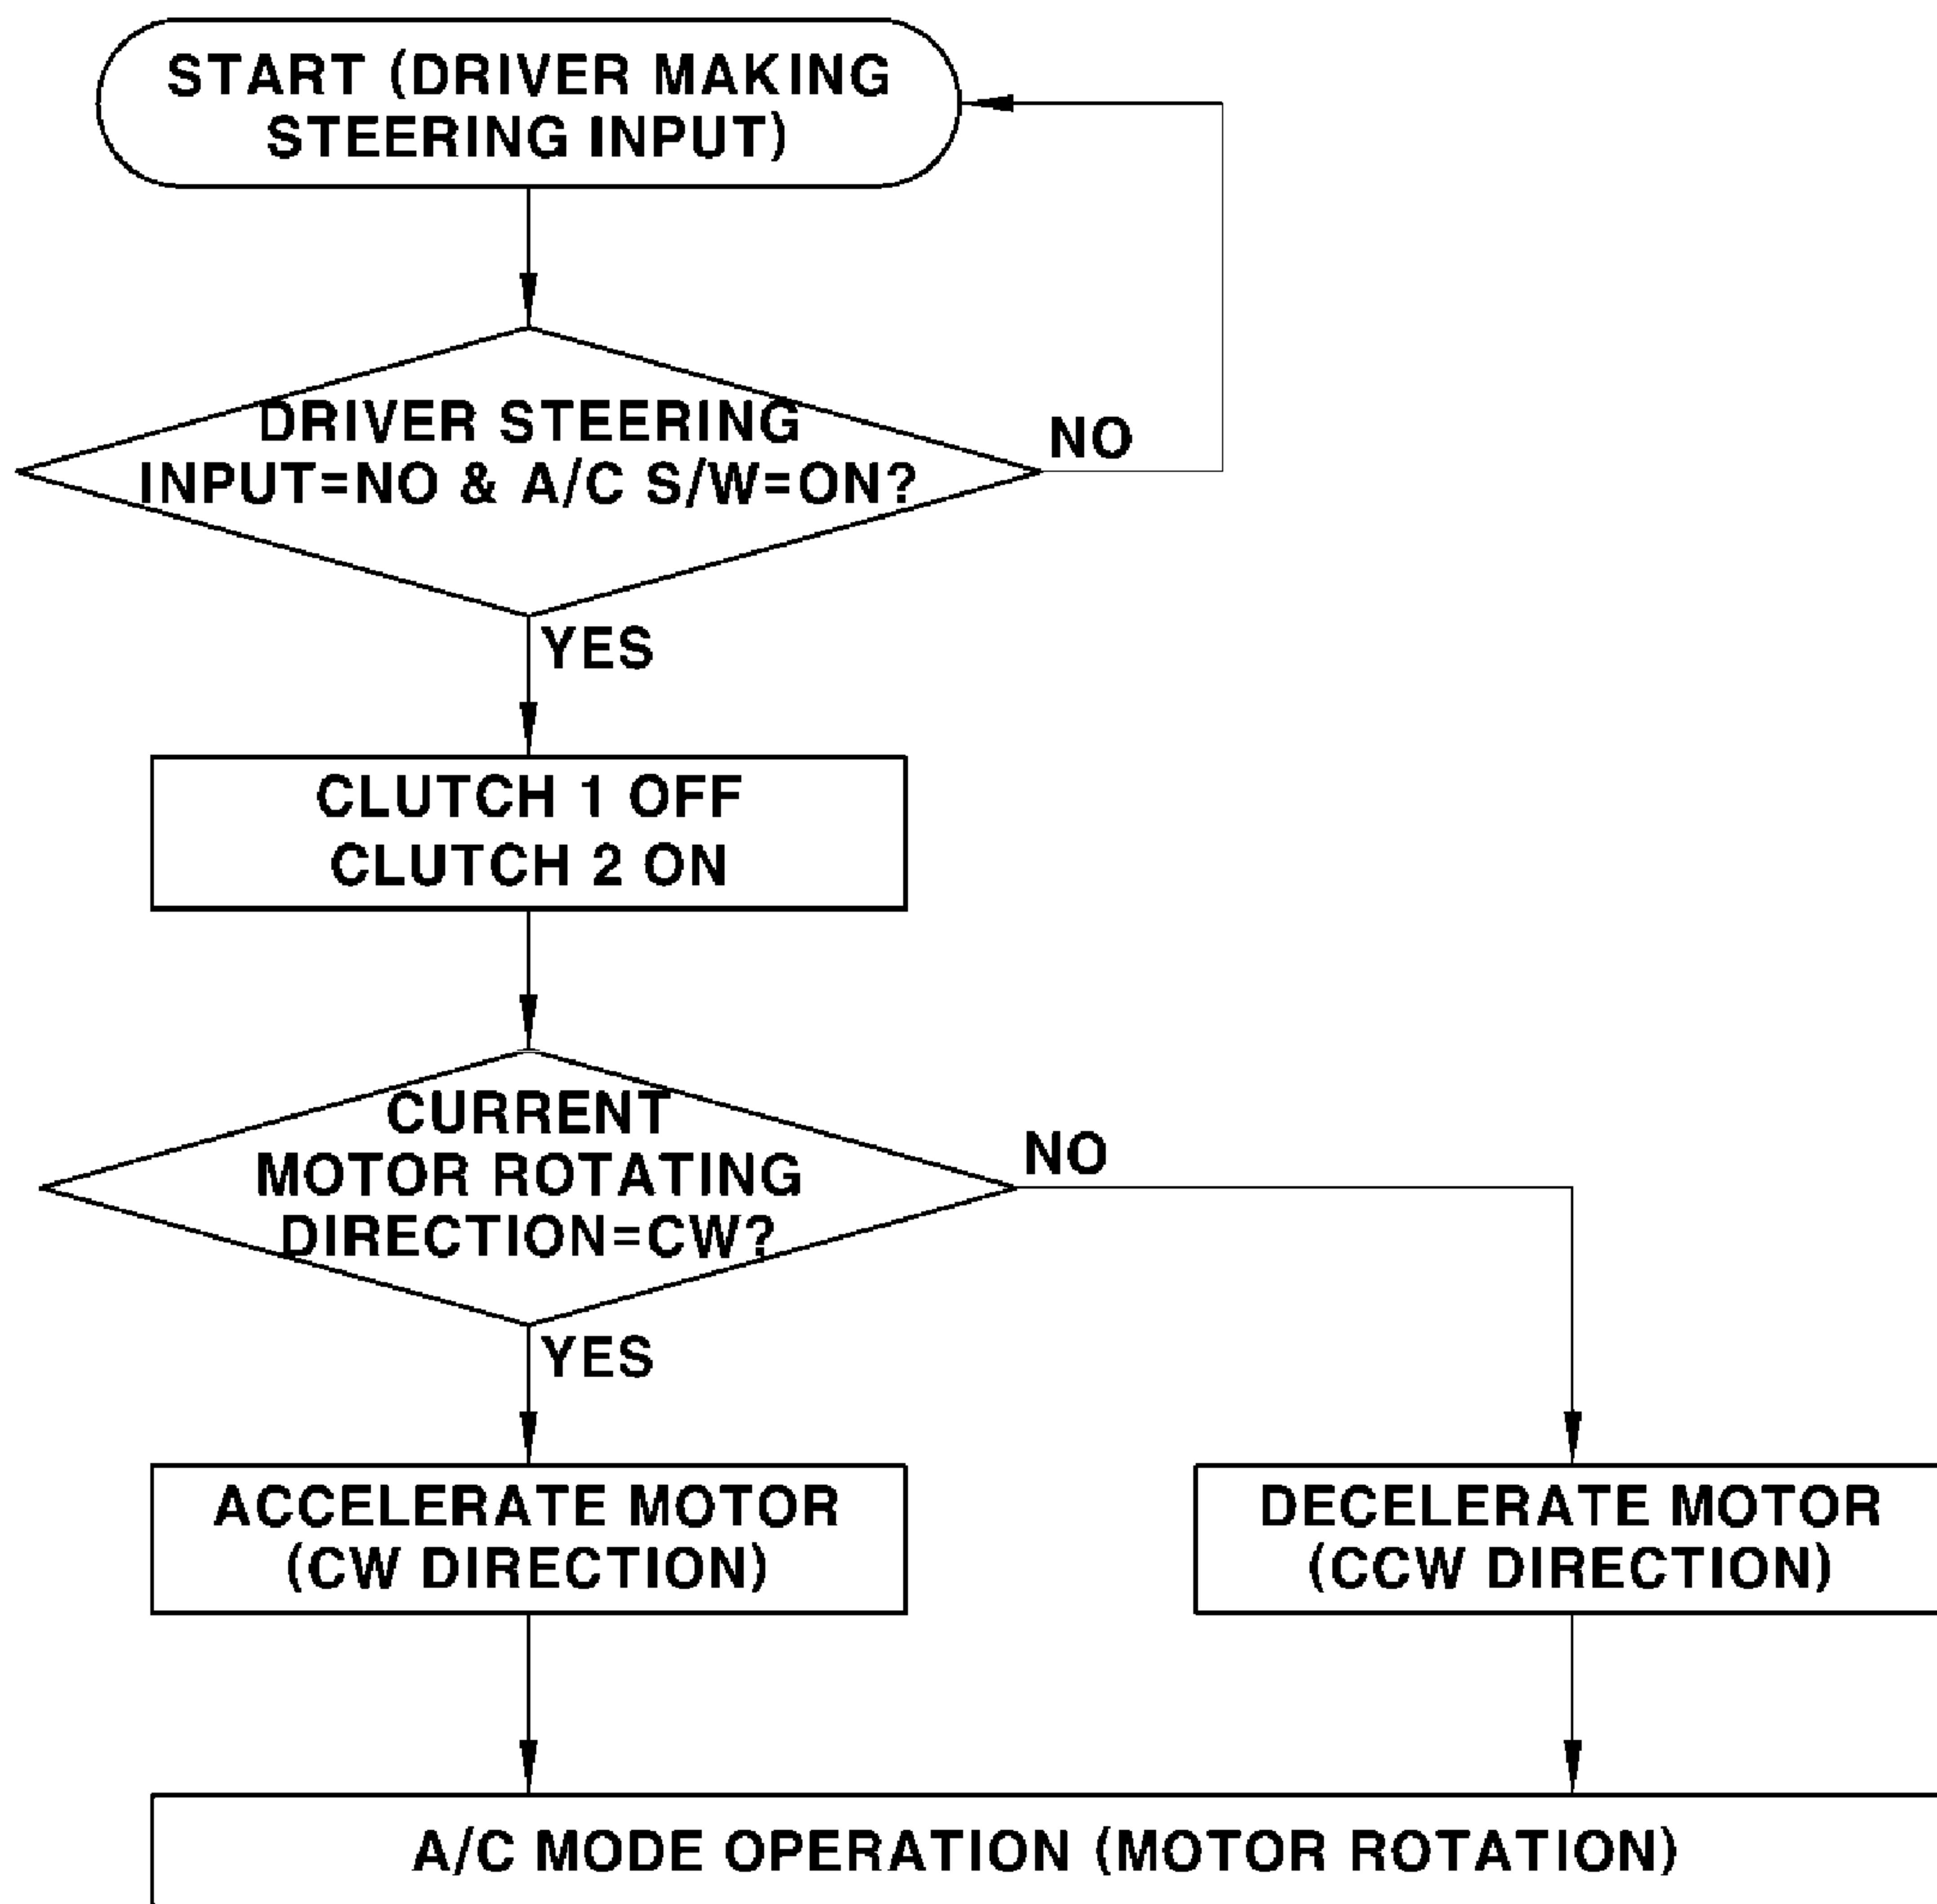 START (DRIVER MAKING
STEERING INPUT)
DRIVER STEERING
INPUT=NO & A/C S/W=ON?
NO
YES
CLUTCH 1 OFF
CLUTCH 2 ON
CURRENT
MOTOR ROTATING
DIRECTION=CW?
NO
YES
ACCELERATE MOTOR
(CW DIRECTION)
DECELERATE MOTOR
(CCW DIRECTION)
A/C MODE OPERATION (MOTOR ROTATION)